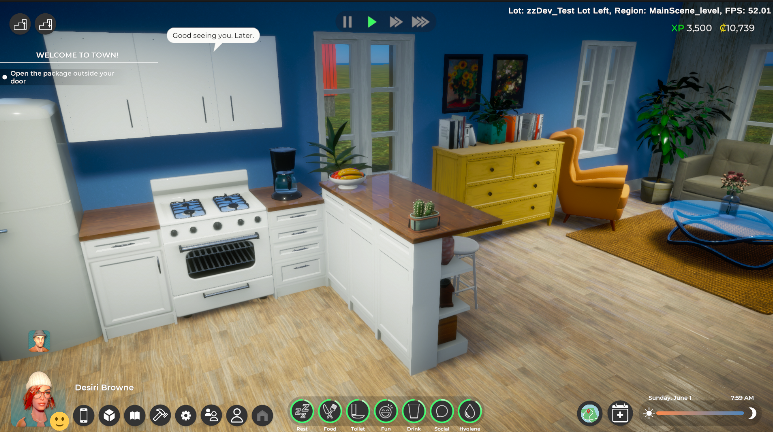 Lot: zzDev_Test Lot Left, Region: MainScene_level, FPS: 52.01
XP 3,500 ₡10,739
Good seeing you. Later.
WELCOME TO TOWN!
Open the package outside your
door
Desiri Browne
Rest Food Toilet Fun Drink Social Hygiene
Sunday, June 1 7:59 AM